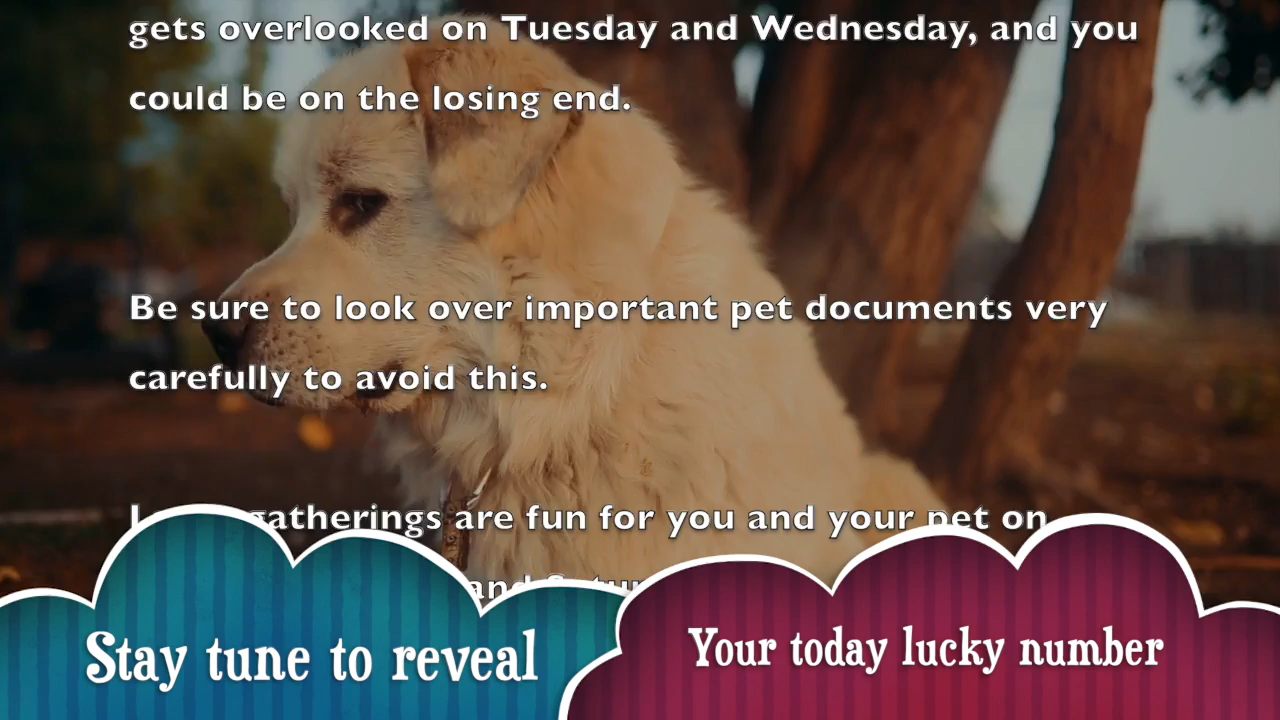 gets overlooked on Tuesday and Wednesday, and you
could be on the losing end.
Be sure to look over important pet documents very
carefully to avoid this.
gatherings are fun for you and your pet on
and
Stay tune to reveal
Your today lucky number